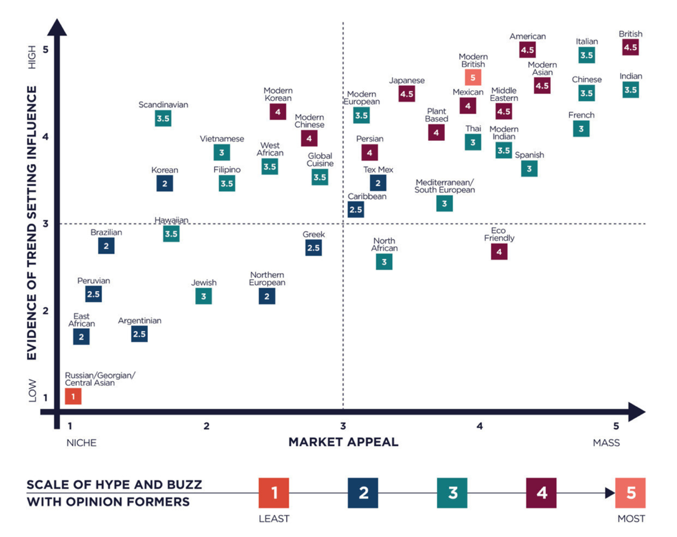 EVIDENCE OF TREND SETTING INFLUENCE
HIGH
LOW
5
4
3
2
1
American
4.5
Italian
3.5
British
4.5
Modern
British
5
Modern
Asian
4.5
Chinese
3.5
Indian
3.5
Japanese
4.5
Mexican
4
Middle
Eastern
4.5
Modern
Korean
4
Modern
European
3.5
Scandinavian
3.5
Modern
Chinese
4
Plant
Based
4
French
3
Thai
3
Modern
Indian
3.5
Vietnamese
3
West
African
3.5
Persian
4
Spanish
3
Korean
2
Filipino
3.5
Global
Cuisine
3.5
Tex Mex
2
Mediterranean/
South European
3
Caribbean
2.5
Hawaiian
3.5
Brazilian
2
Greek
2.5
North
African
3
Eco
Friendly
4
Peruvian
2.5
Jewish
3
Northern
European
2
East
African
2
Argentinian
2.5
Russian/Georgian/
Central Asian
1
1
2
3
4
5
NICHE
MARKET APPEAL
MASS
SCALE OF HYPE AND BUZZ
WITH OPINION FORMERS
1
2
3
4
5
LEAST
MOST